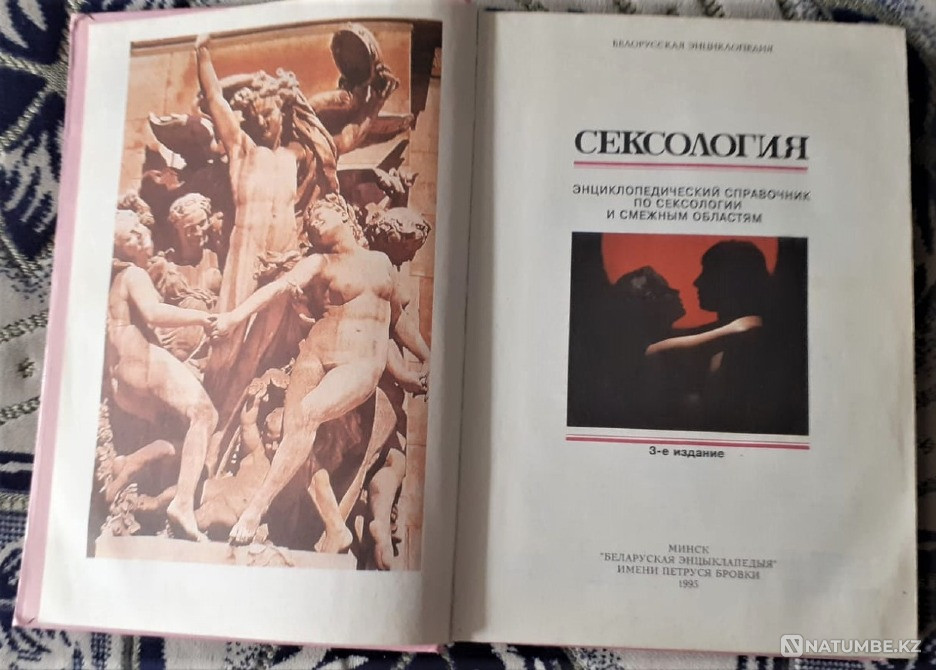 БЕЛОРУССКАЯ ЭНЦИКЛОПЕДИЯ
СЕКСОЛОГИЯ
ЭНЦИКЛОПЕДИЧЕСКИЙ СПРАВОЧНИК
ПО СЕКСОЛОГИИ
И СМЕЖНЫМ ОБЛАСТЯМ
3-е издание
МИНСК
"БЕЛАРУСКАЯ ЭНЦЫКЛАПЕДЫЯ"
ИМЕНИ ПЕТРУСЯ БРОВКИ
1995
NATUMBE.KZ